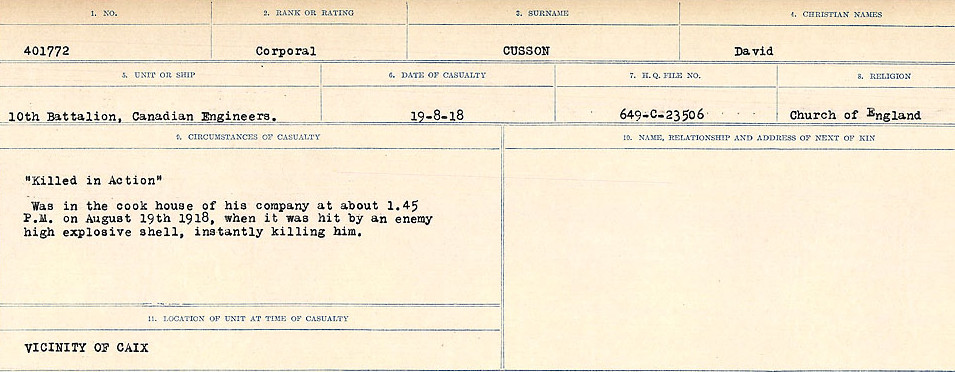 1. NO.
2. RANK OR RATING
3. SURNAME
4. CHRISTIAN NAMES
401772
Corporal
CUSSON
David
5. UNIT OR SHIP
6. DATE OF CASUALTY
7. H. Q. FILE NO.
8. RELIGION
10th Battalion, Canadian Engineers.
19-8-18
649-C-23506
Church of England
9. CIRCUMSTANCES OF CASUALTY
10. NAME, RELATIONSHIP AND ADDRESS OF NEXT OF KIN
"Killed in Action"
Was in the cook house of his company at about 1.45
P.M. on August 19th 1918, when it was hit by an enemy
high explosive shell, instantly killing him.
11. LOCATION OF UNIT AT TIME OF CASUALTY
VICINITY OF CAIX